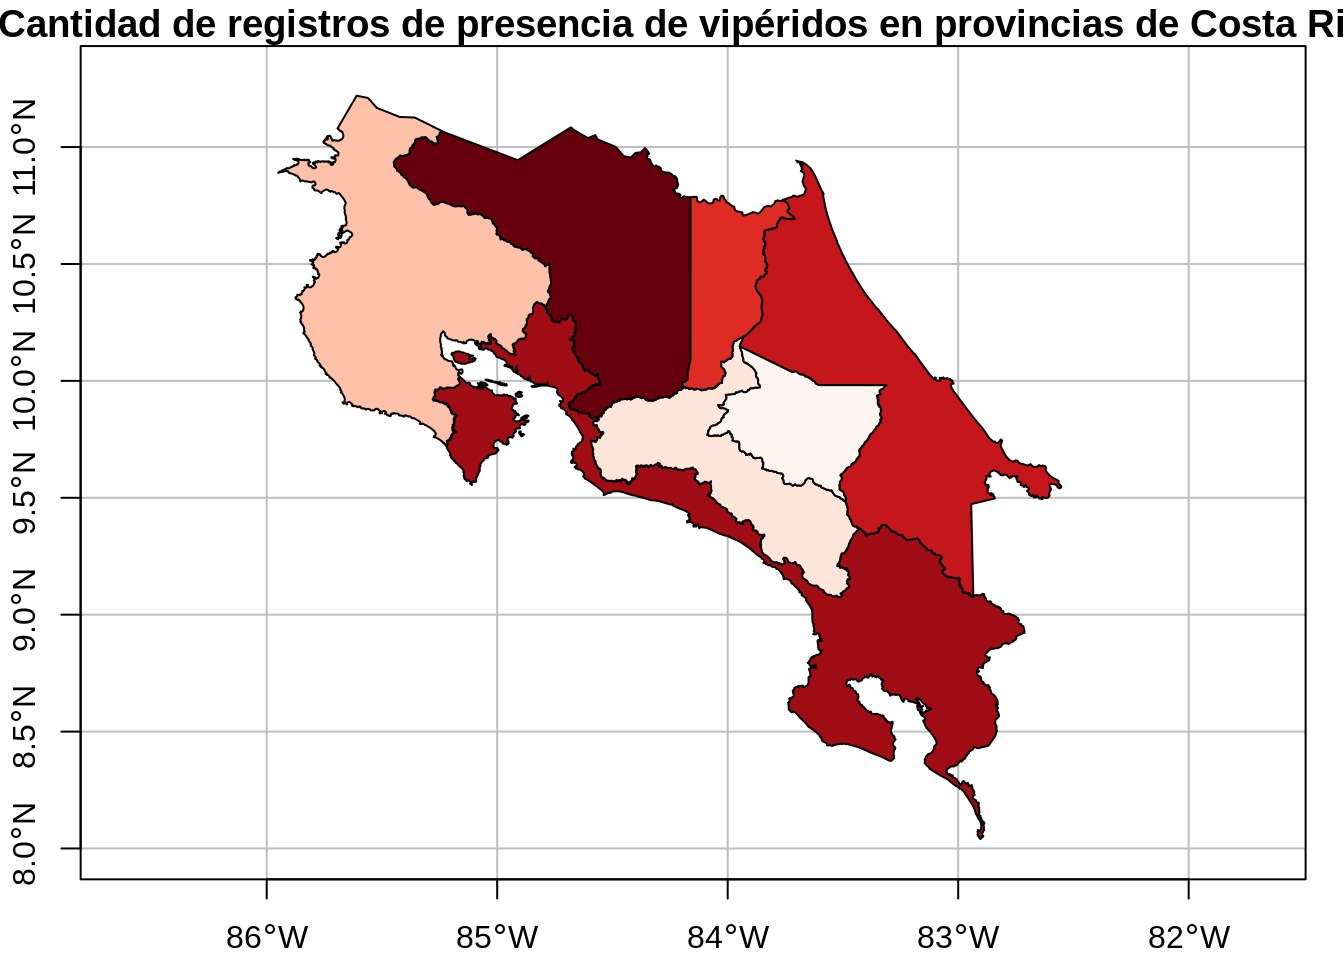 Cantidad de registros de presencia de vipéridos en provincias de Costa Ri
11.0°N
10.5°N
10.0°N
9.5°N
9.0°N
8.5°N
8.0°N
86°W 85°W 84°W 83°W 82°W